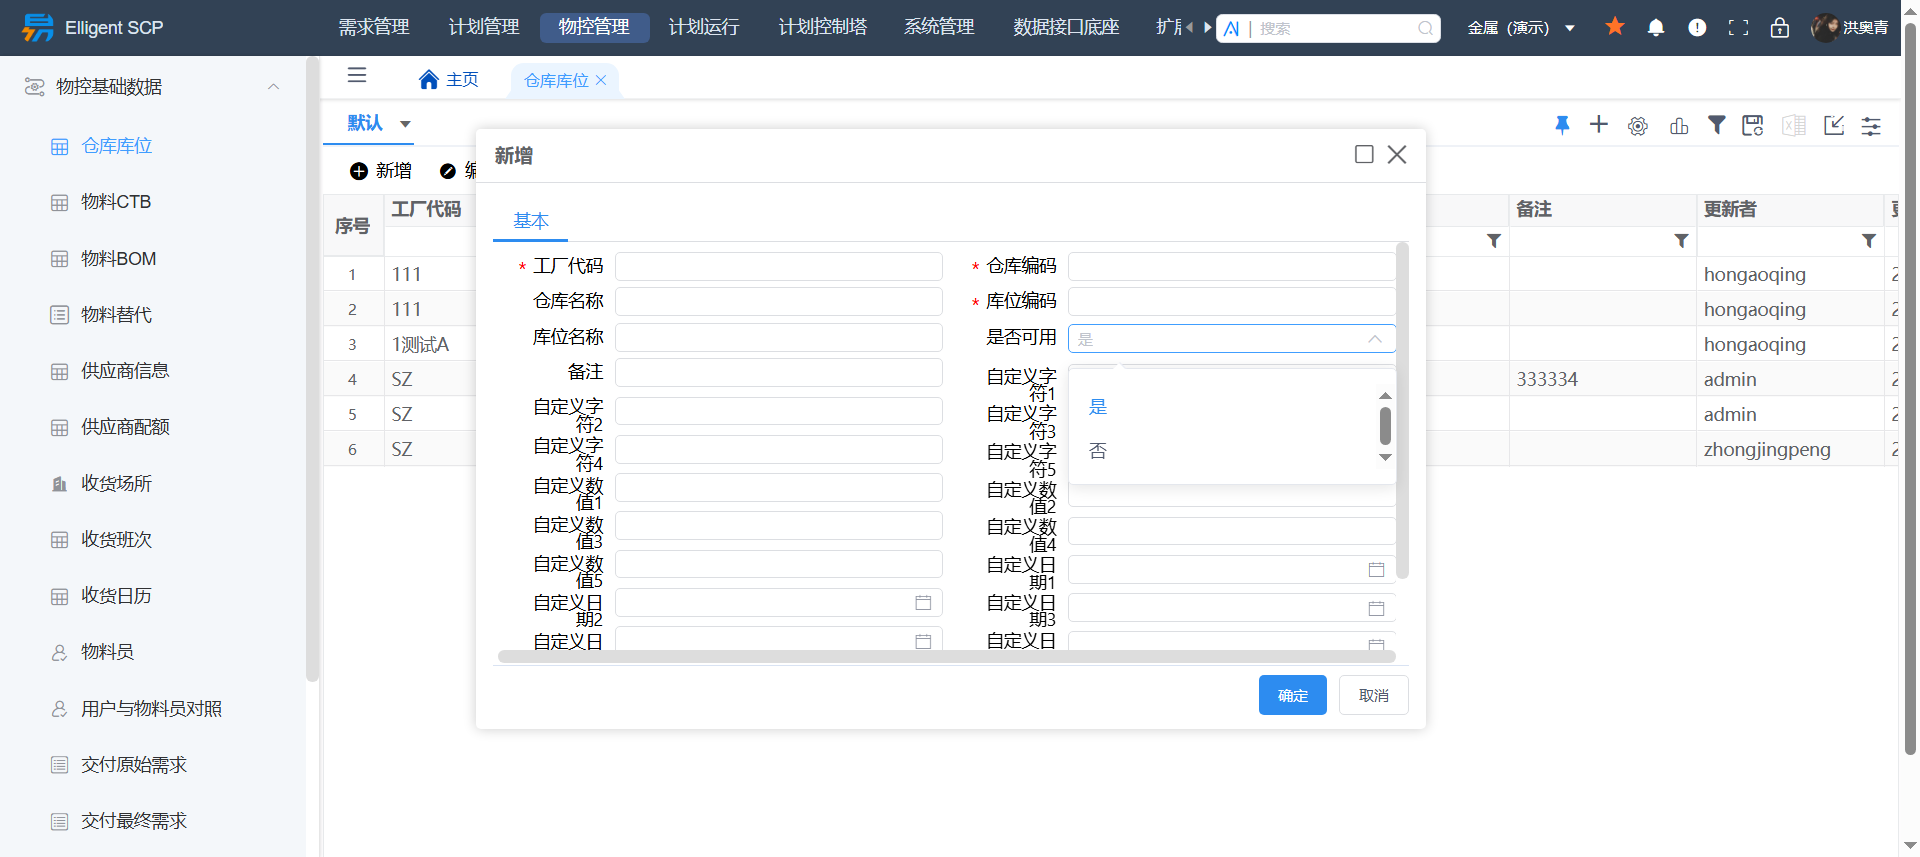 Elligent SCP
需求管理 计划管理 物控管理 计划运行 计划控制塔 系统管理 数据接口底座
搜索
金属 (演示)
洪奥青
物控基础数据
仓库库位
物料CTB
物料BOM
物料替代
供应商信息
供应商配额
收货场所
收货班次
收货日历
物料员
用户与物料员对照
交付原始需求
交付最终需求
主页 仓库库位
默认
新增
序号 工厂代码 备注 更新者
1 111 hongaoqing
2 111 hongaoqing
3 1测试A hongaoqing
4 SZ 333334 admin
5 SZ admin
6 SZ zhongjingpeng
新增
基本
* 工厂代码 * 仓库编码
仓库名称 * 库位编码
库位名称 是否可用 是
备注 自定义字符1
自定义字符2 自定义字符3
自定义字符4 自定义字符5
自定义数值1 自定义数值2
自定义数值3 自定义数值4
自定义数值5 自定义日期1
自定义日期2 自定义日期3
自定义日 自定义日
是
否
确定 取消